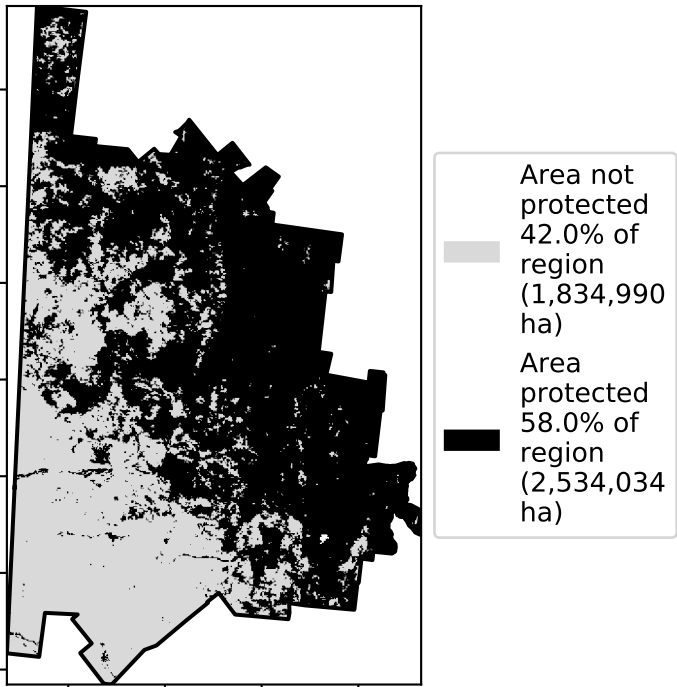 Area not
protected
42.0% of
region
(1,834,990
ha)
Area
protected
58.0% of
region
(2,534,034
ha)